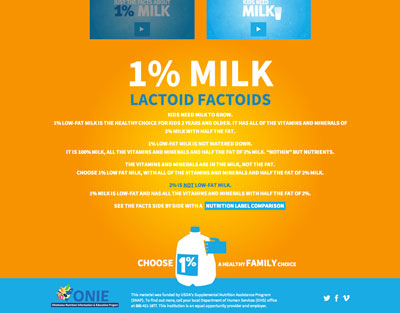 JUST THE FACTS ABOUT
1% MILK
KIDS NEED
MILK
1% MILK
LACTOID FACTOIDS
KIDS NEED MILK TO GROW.
1% LOW-FAT MILK IS THE HEALTHY CHOICE FOR KIDS 2 YEARS AND OLDER. IT HAS ALL OF THE VITAMINS AND MINERALS OF
2% MILK WITH HALF THE FAT.
1% LOW-FAT MILK IS NOT WATERED DOWN.
IT IS 100% MILK, ALL THE VITAMINS AND MINERALS AND HALF THE FAT OF 2% MILK. "NOTHIN" BUT NUTRIENTS.
THE VITAMINS AND MINERALS ARE IN THE MILK, NOT THE FAT.
CHOOSE 1% LOW FAT MILK, WITH ALL OF THE VITAMINS AND MINERALS AND HALF THE FAT OF 2% MILK.
2% IS NOT LOW-FAT MILK.
1% MILK IS LOW-FAT AND HAS ALL THE VITAMINS AND MINERALS WITH HALF THE FAT OF 2%.
SEE THE FACTS SIDE BY SIDE WITH A NUTRITION LABEL COMPARISON
CHOOSE 1% A HEALTHY FAMILY CHOICE
ONIE
Oklahoma Nutrition Information & Education Project
This material was funded by USDA's Supplemental Nutrition Assistance Program
(SNAP). To find out more, call your local Department of Human Services (DHS) office
at 866-411-1877. This institution is an equal opportunity provider and employer.